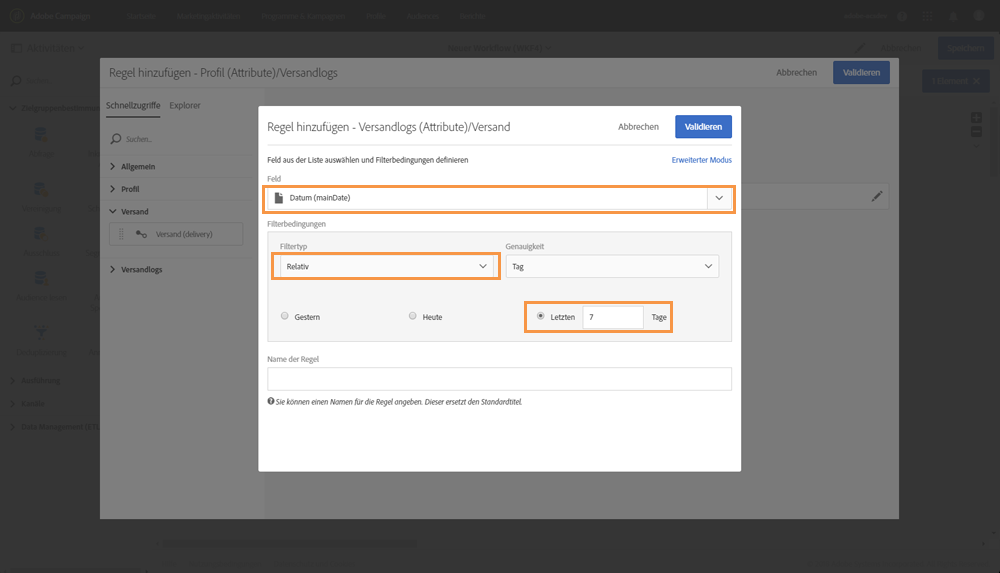 Adobe Campaign
Regel hinzufügen - Profil (Attribute)/Versandlogs
Abbrechen
Validieren
Schnellzugriffe
Explorer
Suchen...
Allgemein
Profil
Versand
Versand (delivery)
Versandlogs
Regel hinzufügen - Versandlogs (Attribute)/Versand
Abbrechen
Validieren
Feld aus der Liste auswählen und Filterbedingungen definieren
Erweiterter Modus
Feld
Datum (mainDate)
Filterbedingungen
Filtertyp
Genauigkeit
Relativ
Tag
Gestern
Heute
Letzten
7
Tage
Name der Regel
Sie können einen Namen für die Regel angeben. Dieser ersetzt den Standardtitel.